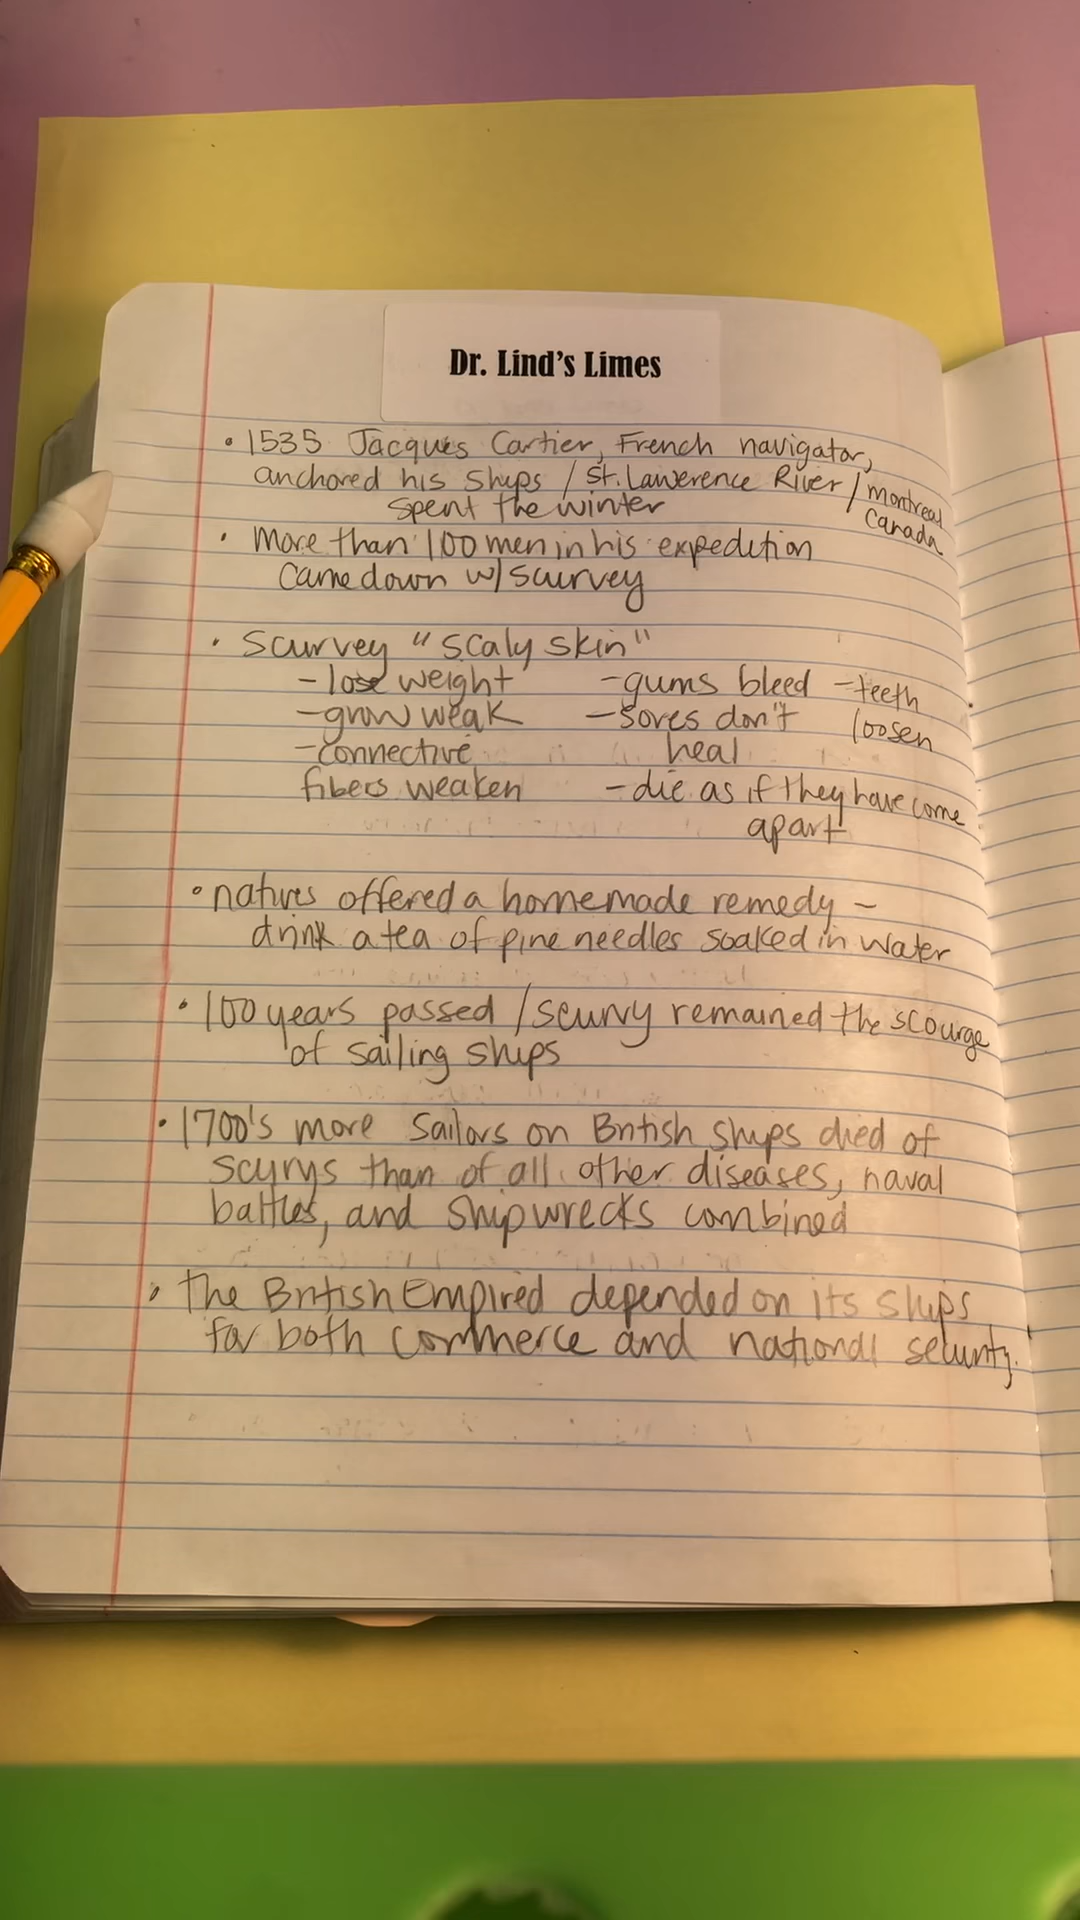 Dr. Lind's Limes
• 1535 Jacques Cartier, French navigator,
anchored his ships / St. Lawerence River / montreal
Canada
spent the winter
• More than 100 men in his expedition
came down w/ scurvey
• Scurvey "scaly skin"
- lose weight - gums bleed - teeth
- grow weak - sores don't loosen
- connective heal
fibers weaken - die as if they have come
apart
• natives offered a homemade remedy -
drink a tea of pine needles soaked in water
• 100 years passed / scurvy remained the scourge
of sailing ships
• 1700's more sailors on British ships died of
scyrys than of all other diseases, naval
battles, and shipwrecks combined
• The British Empired depended on its ships
for both commerce and national security.